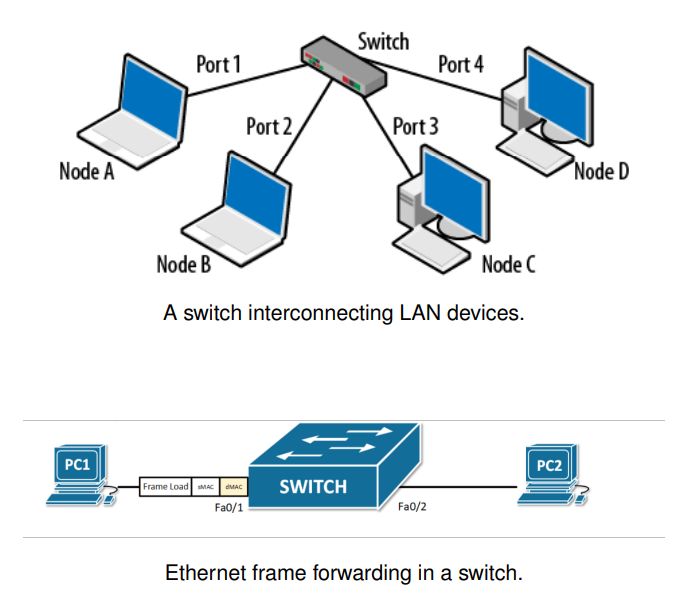 Switch
Port 1
Port 4
Port 2
Port 3
Node A
Node D
Node B
Node C
A switch interconnecting LAN devices.
PC1
PC2
Frame Load
sMAC
dMAC
SWITCH
Fa0/1
Fa0/2
Ethernet frame forwarding in a switch.